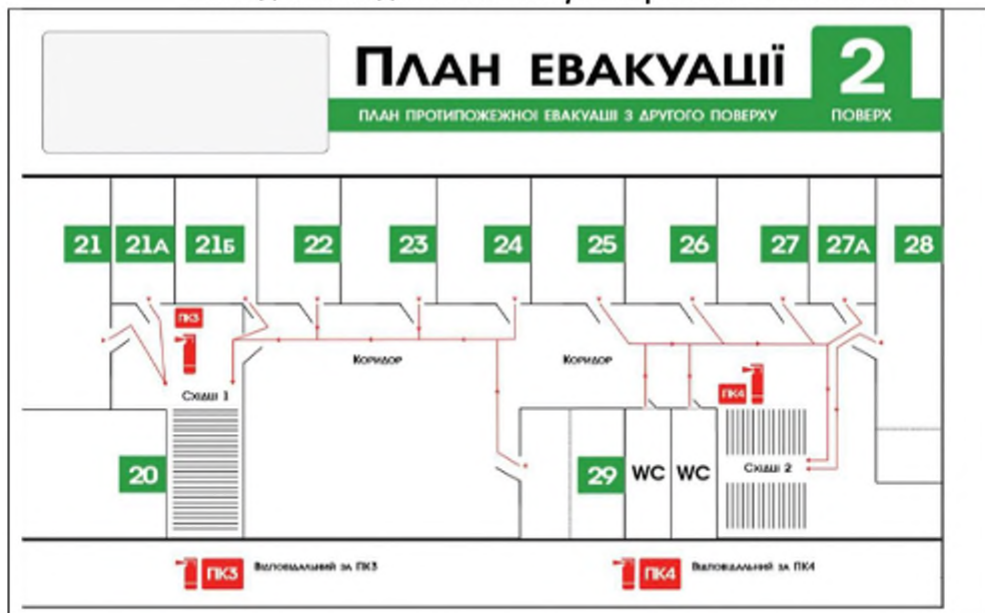 ПЛАН ЕВАКУАЦІЇ
2
ПЛАН ПРОТИПОЖЕЖНОЇ ЕВАКУАЦІЇ З ДРУГОГО ПОВЕРХУ
ПОВЕРХ
21 21А 21Б 22 23 24 25 26 27 27А 28
ПК3
Коридор Коридор
ПК4
Східці 1
20 29 WC WC Східці 2
ПК3 Відповідальний за ПК3 ПК4 Відповідальний за ПК4